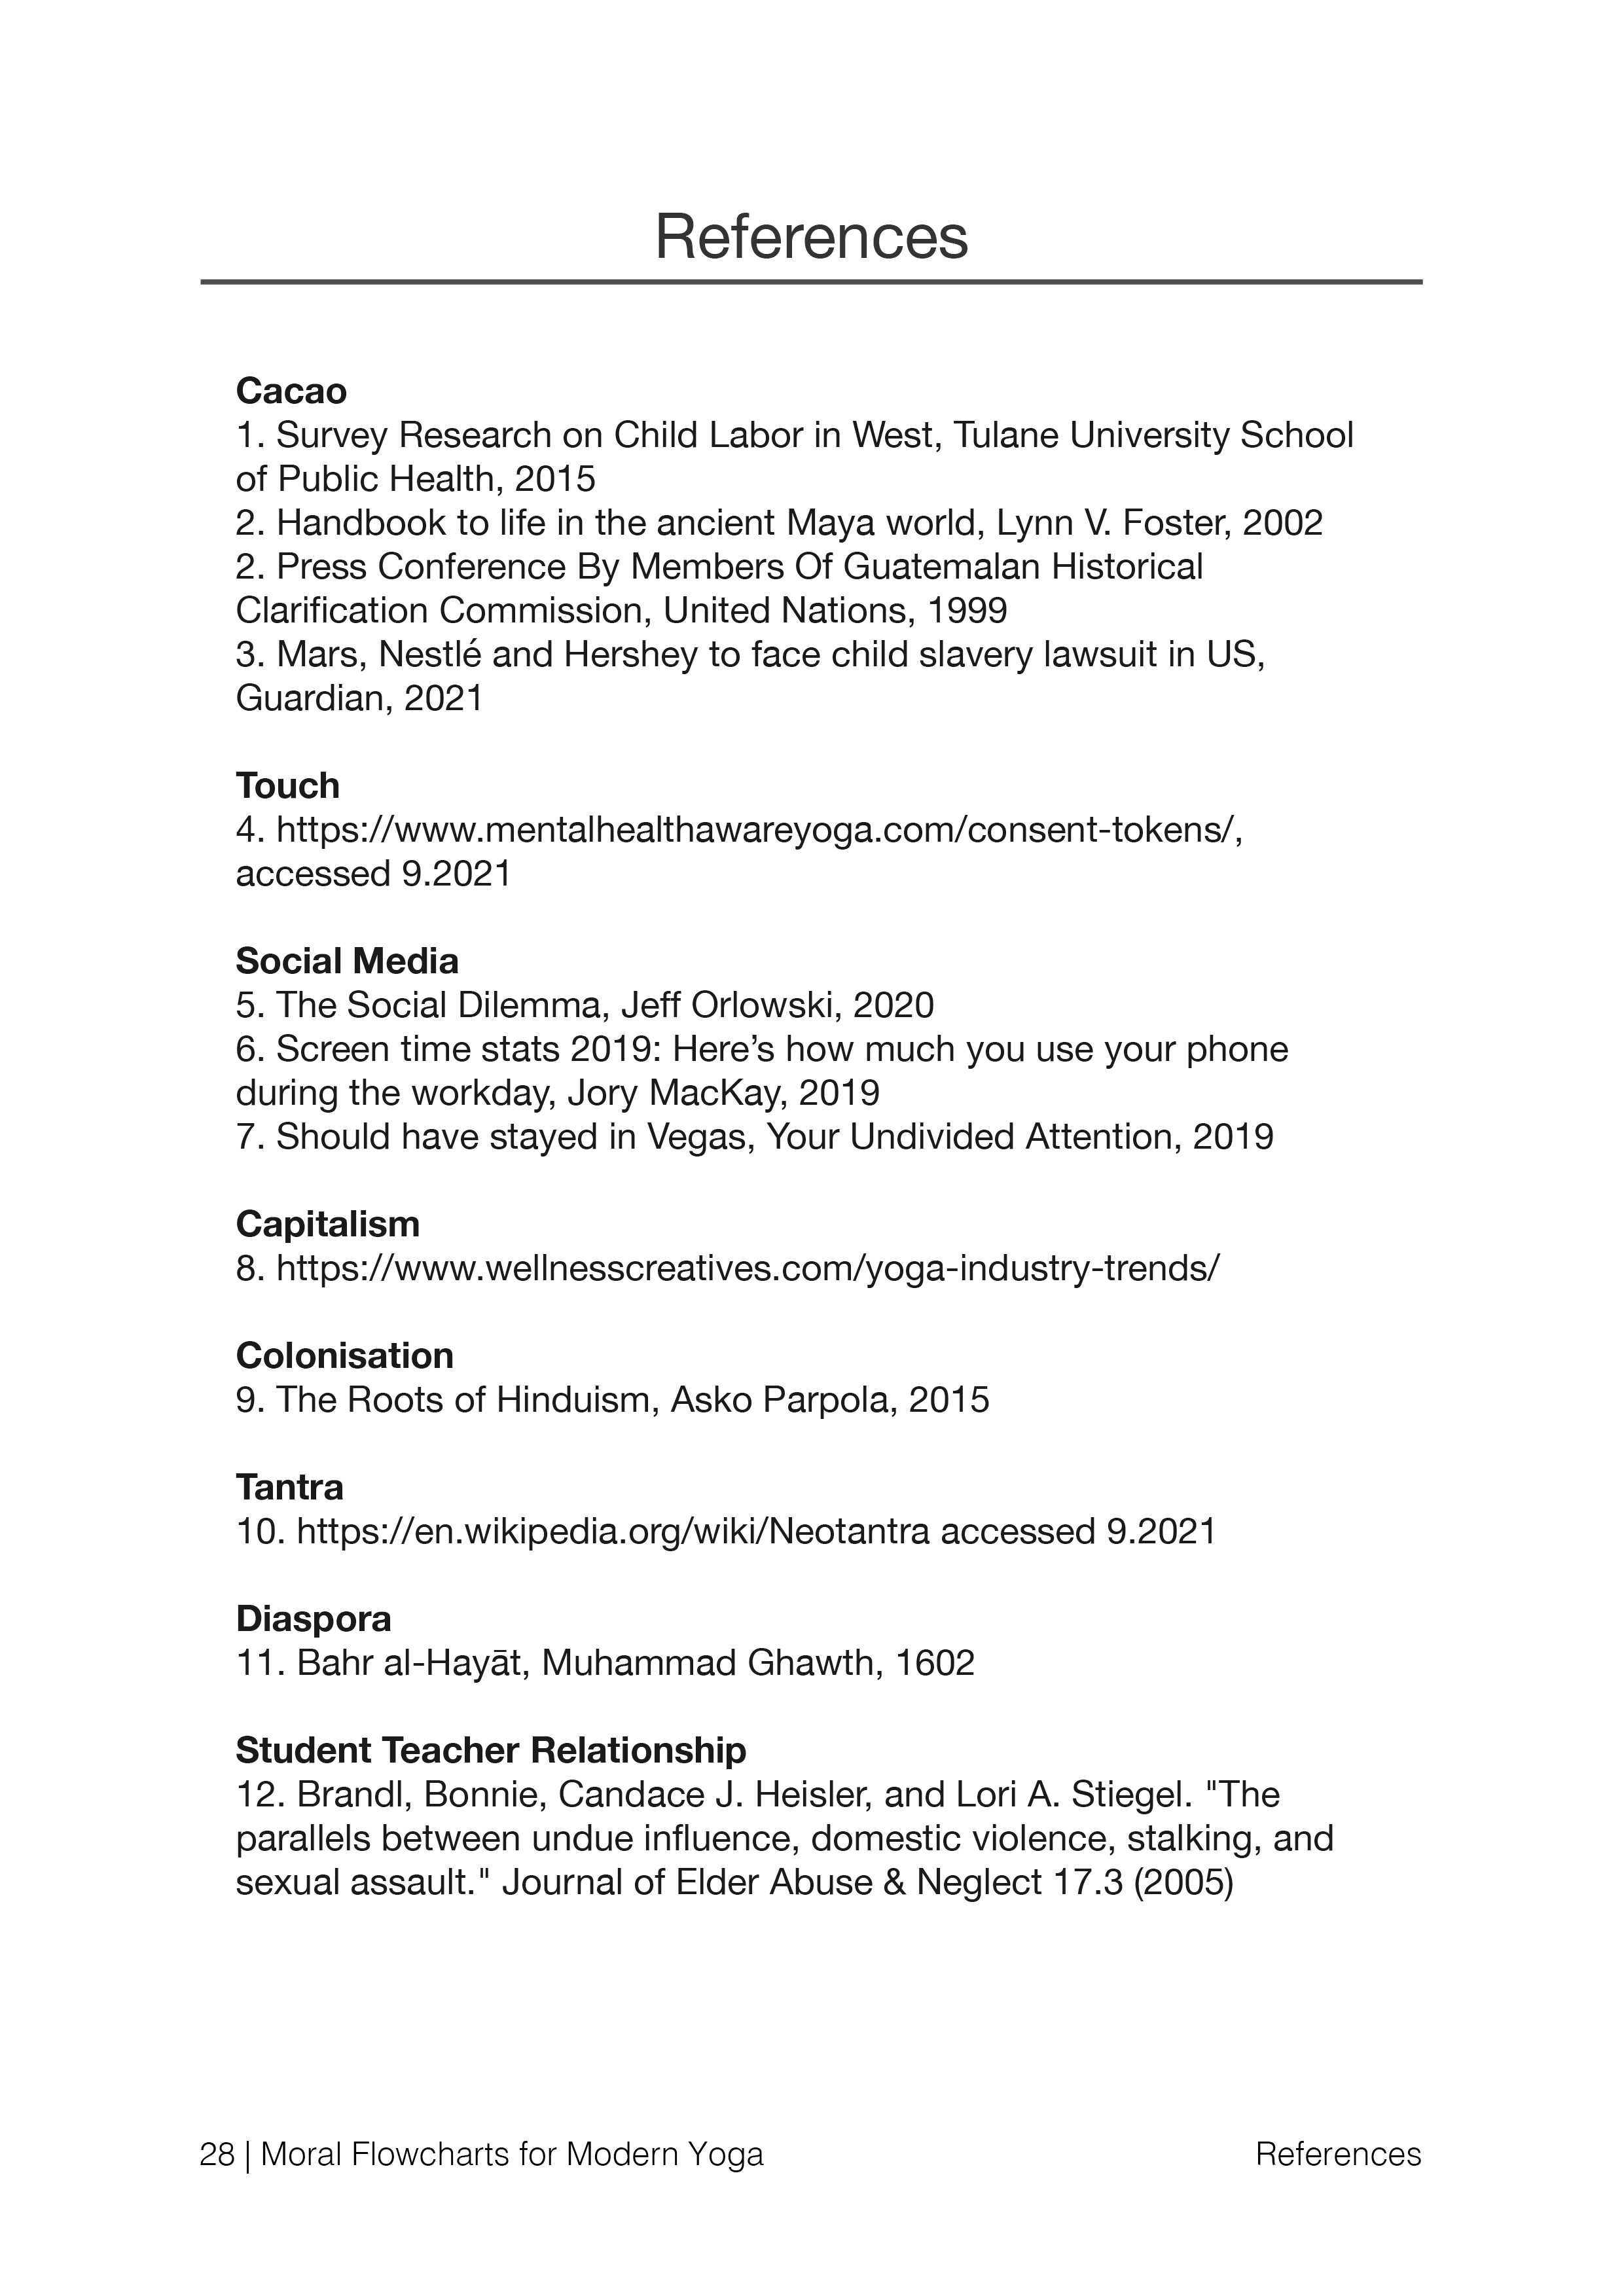 References
Cacao
1. Survey Research on Child Labor in West, Tulane University School
of Public Health, 2015
2. Handbook to life in the ancient Maya world, Lynn V. Foster, 2002
2. Press Conference By Members Of Guatemalan Historical
Clarification Commission, United Nations, 1999
3. Mars, Nestlé and Hershey to face child slavery lawsuit in US,
Guardian, 2021
Touch
4. https://www.mentalhealthawareyoga.com/consent-tokens/,
accessed 9.2021
Social Media
5. The Social Dilemma, Jeff Orlowski, 2020
6. Screen time stats 2019: Here’s how much you use your phone
during the workday, Jory MacKay, 2019
7. Should have stayed in Vegas, Your Undivided Attention, 2019
Capitalism
8. https://www.wellnesscreatives.com/yoga-industry-trends/
Colonisation
9. The Roots of Hinduism, Asko Parpola, 2015
Tantra
10. https://en.wikipedia.org/wiki/Neotantra accessed 9.2021
Diaspora
11. Bahr al-Hayāt, Muhammad Ghawth, 1602
Student Teacher Relationship
12. Brandl, Bonnie, Candace J. Heisler, and Lori A. Stiegel. "The
parallels between undue influence, domestic violence, stalking, and
sexual assault." Journal of Elder Abuse & Neglect 17.3 (2005)
28 | Moral Flowcharts for Modern Yoga References